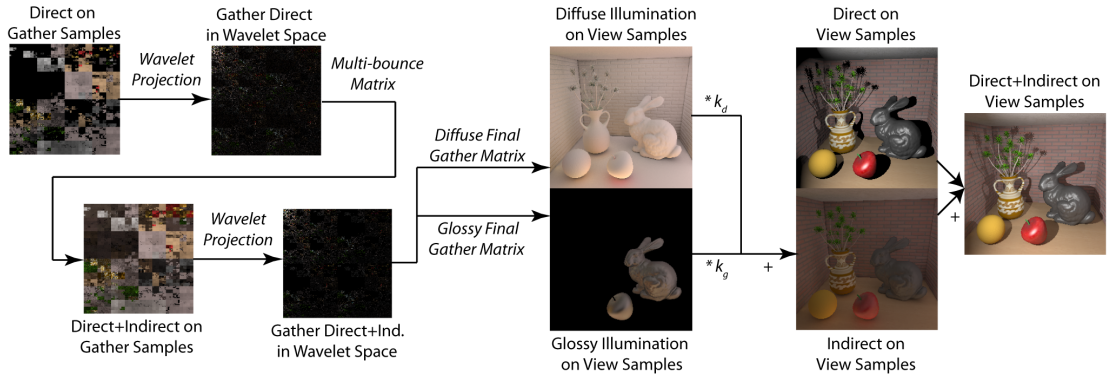 Direct on
Gather Samples
Wavelet
Projection
Gather Direct
in Wavelet Space
Multi-bounce
Matrix
Direct+Indirect on
Gather Samples
Wavelet
Projection
Gather Direct+Ind.
in Wavelet Space
Diffuse Final
Gather Matrix
Glossy Final
Gather Matrix
Diffuse Illumination
on View Samples
Glossy Illumination
on View Samples
* k_d
* k_g
+
Direct on
View Samples
Indirect on
View Samples
+
Direct+Indirect on
View Samples